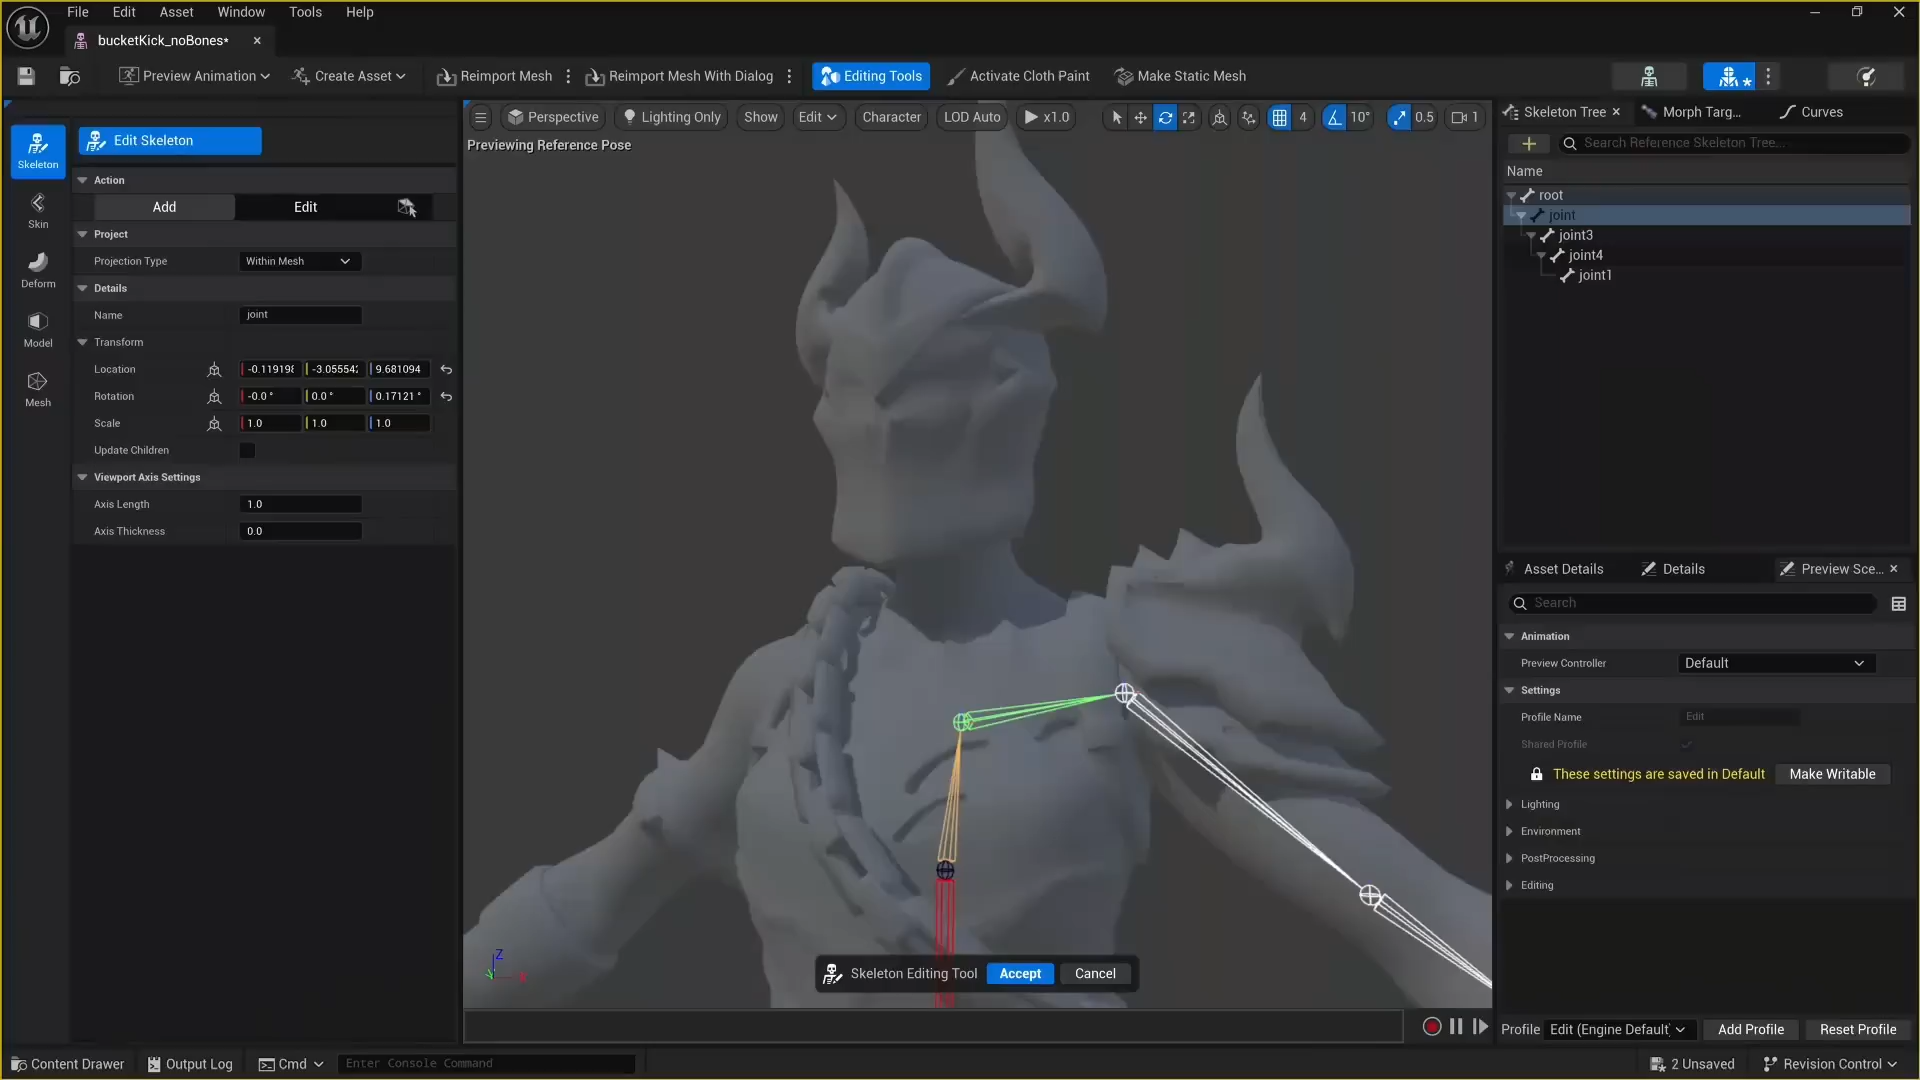 File Edit Asset Window Tools Help
bucketKick_noBones*
Preview Animation Create Asset Reimport Mesh Reimport Mesh With Dialog Editing Tools Activate Cloth Paint Make Static Mesh
Skeleton
Skin
Deform
Model
Mesh
Edit Skeleton
Action
Add Edit
Project
Projection Type Within Mesh
Details
Name joint
Transform
Location -0.119198 -3.055542 9.681094
Rotation -0.0 ° 0.0 ° 0.17121 °
Scale 1.0 1.0 1.0
Update Children
Viewport Axis Settings
Axis Length 1.0
Axis Thickness 0.0
Perspective Lighting Only Show Edit Character LOD Auto x1.0 4 10° 0.5 1
Previewing Reference Pose
Z
X
Skeleton Editing Tool Accept Cancel
Skeleton Tree Morph Targ... Curves
Search Reference Skeleton Tree...
Name
root
joint
joint3
joint4
joint1
Asset Details Details Preview Sce...
Search
Animation
Preview Controller Default
Settings
Profile Name Edit
Shared Profile
These settings are saved in Default Make Writable
Lighting
Environment
PostProcessing
Editing
Profile Edit (Engine Default) Add Profile Reset Profile
Content Drawer Output Log Cmd Enter Console Command 2 Unsaved Revision Control